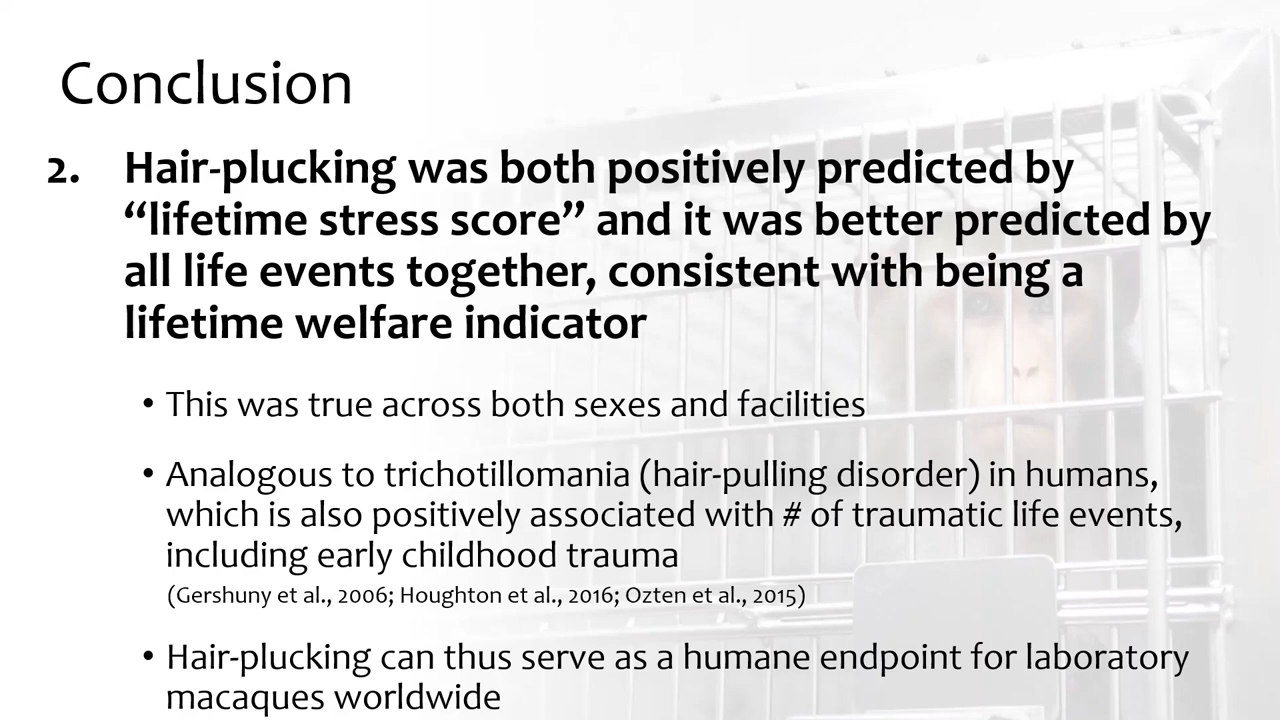 Conclusion
2. Hair-plucking was both positively predicted by
“lifetime stress score” and it was better predicted by
all life events together, consistent with being a
lifetime welfare indicator
• This was true across both sexes and facilities
• Analogous to trichotillomania (hair-pulling disorder) in humans,
which is also positively associated with # of traumatic life events,
including early childhood trauma
(Gershuny et al., 2006; Houghton et al., 2016; Ozten et al., 2015)
• Hair-plucking can thus serve as a humane endpoint for laboratory
macaques worldwide